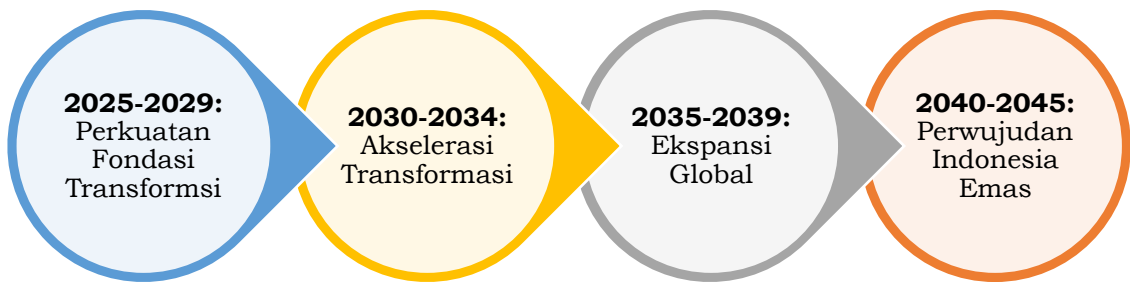 2025-2029:
Perkuatan
Fondasi
Transformsi
2030-2034:
Akselerasi
Transformasi
2035-2039:
Ekspansi
Global
2040-2045:
Perwujudan
Indonesia
Emas